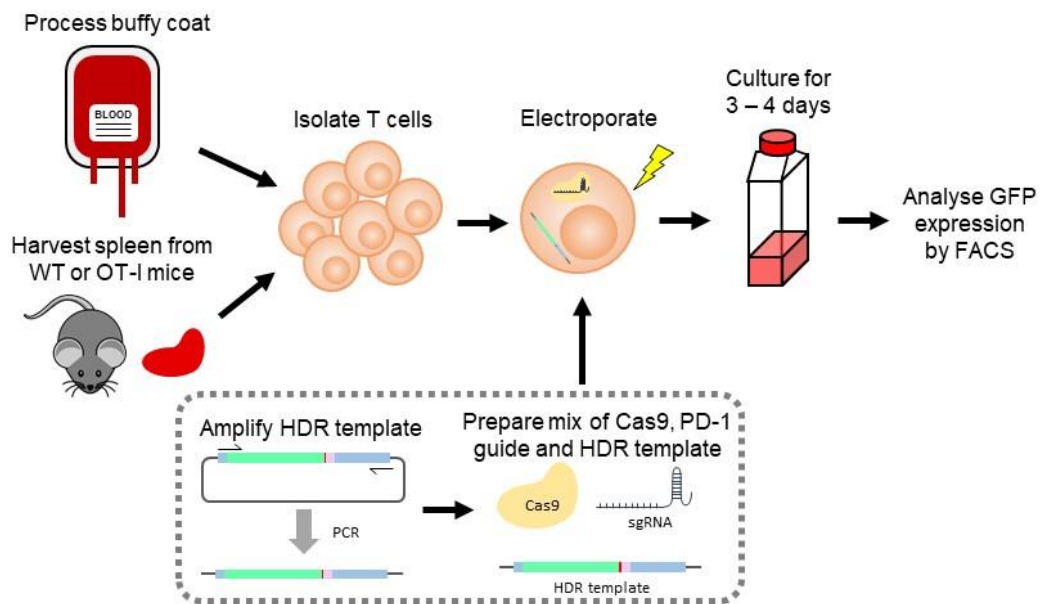 Process buffy coat
BLOOD
Harvest spleen from
WT or OT-I mice
Isolate T cells
Electroporate
Culture for
3 – 4 days
Analyse GFP
expression
by FACS
Amplify HDR template
PCR
Prepare mix of Cas9, PD-1
guide and HDR template
Cas9
sgRNA
HDR template